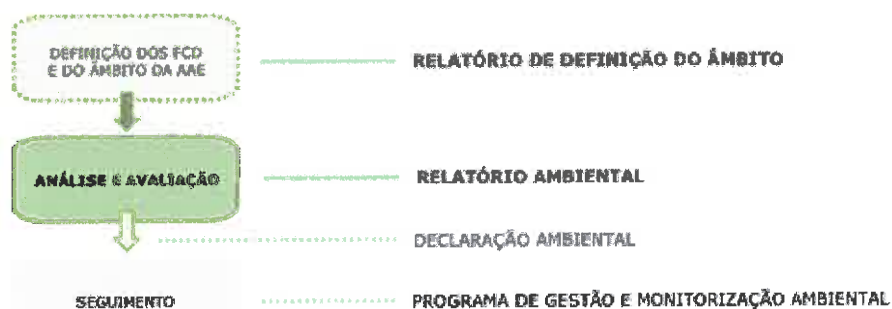 DEFINIÇÃO DOS FCD
E DO ÂMBITO DA AAE
RELATÓRIO DE DEFINIÇÃO DO ÂMBITO
ANÁLISE E AVALIAÇÃO
RELATÓRIO AMBIENTAL
DECLARAÇÃO AMBIENTAL
SEGUIMENTO
PROGRAMA DE GESTÃO E MONITORIZAÇÃO AMBIENTAL